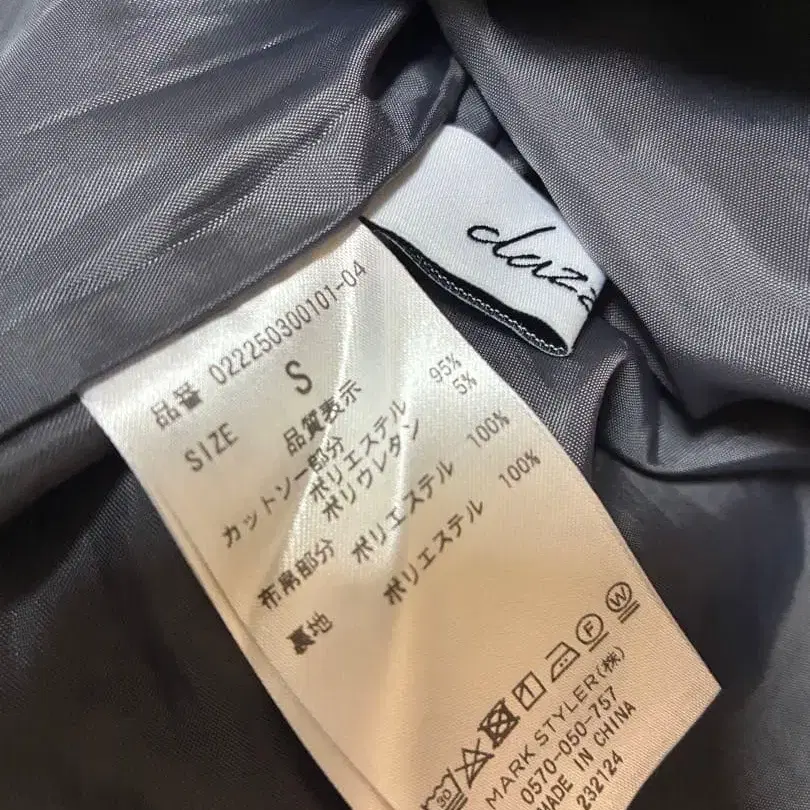 dazz
品番 022250300101-04
SIZE S
品質表示
カットソー部分
ポリエステル 95%
ポリウレタン 5%
布帛部分 ポリエステル 100%
裏地 ポリエステル 100%
30
F W
MARK STYLER(株)
0570-050-757
MADE IN CHINA
232124